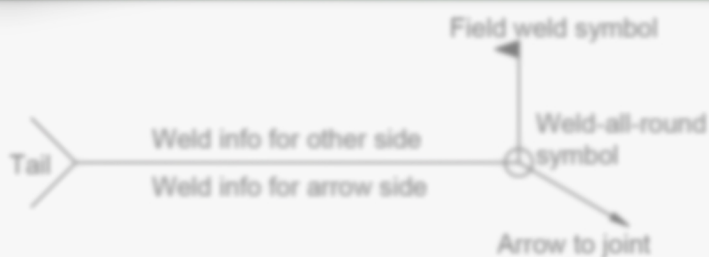 Field weld symbol
Weld info for other side
Weld-all-round
symbol
Tail
Weld info for arrow side
Arrow to joint